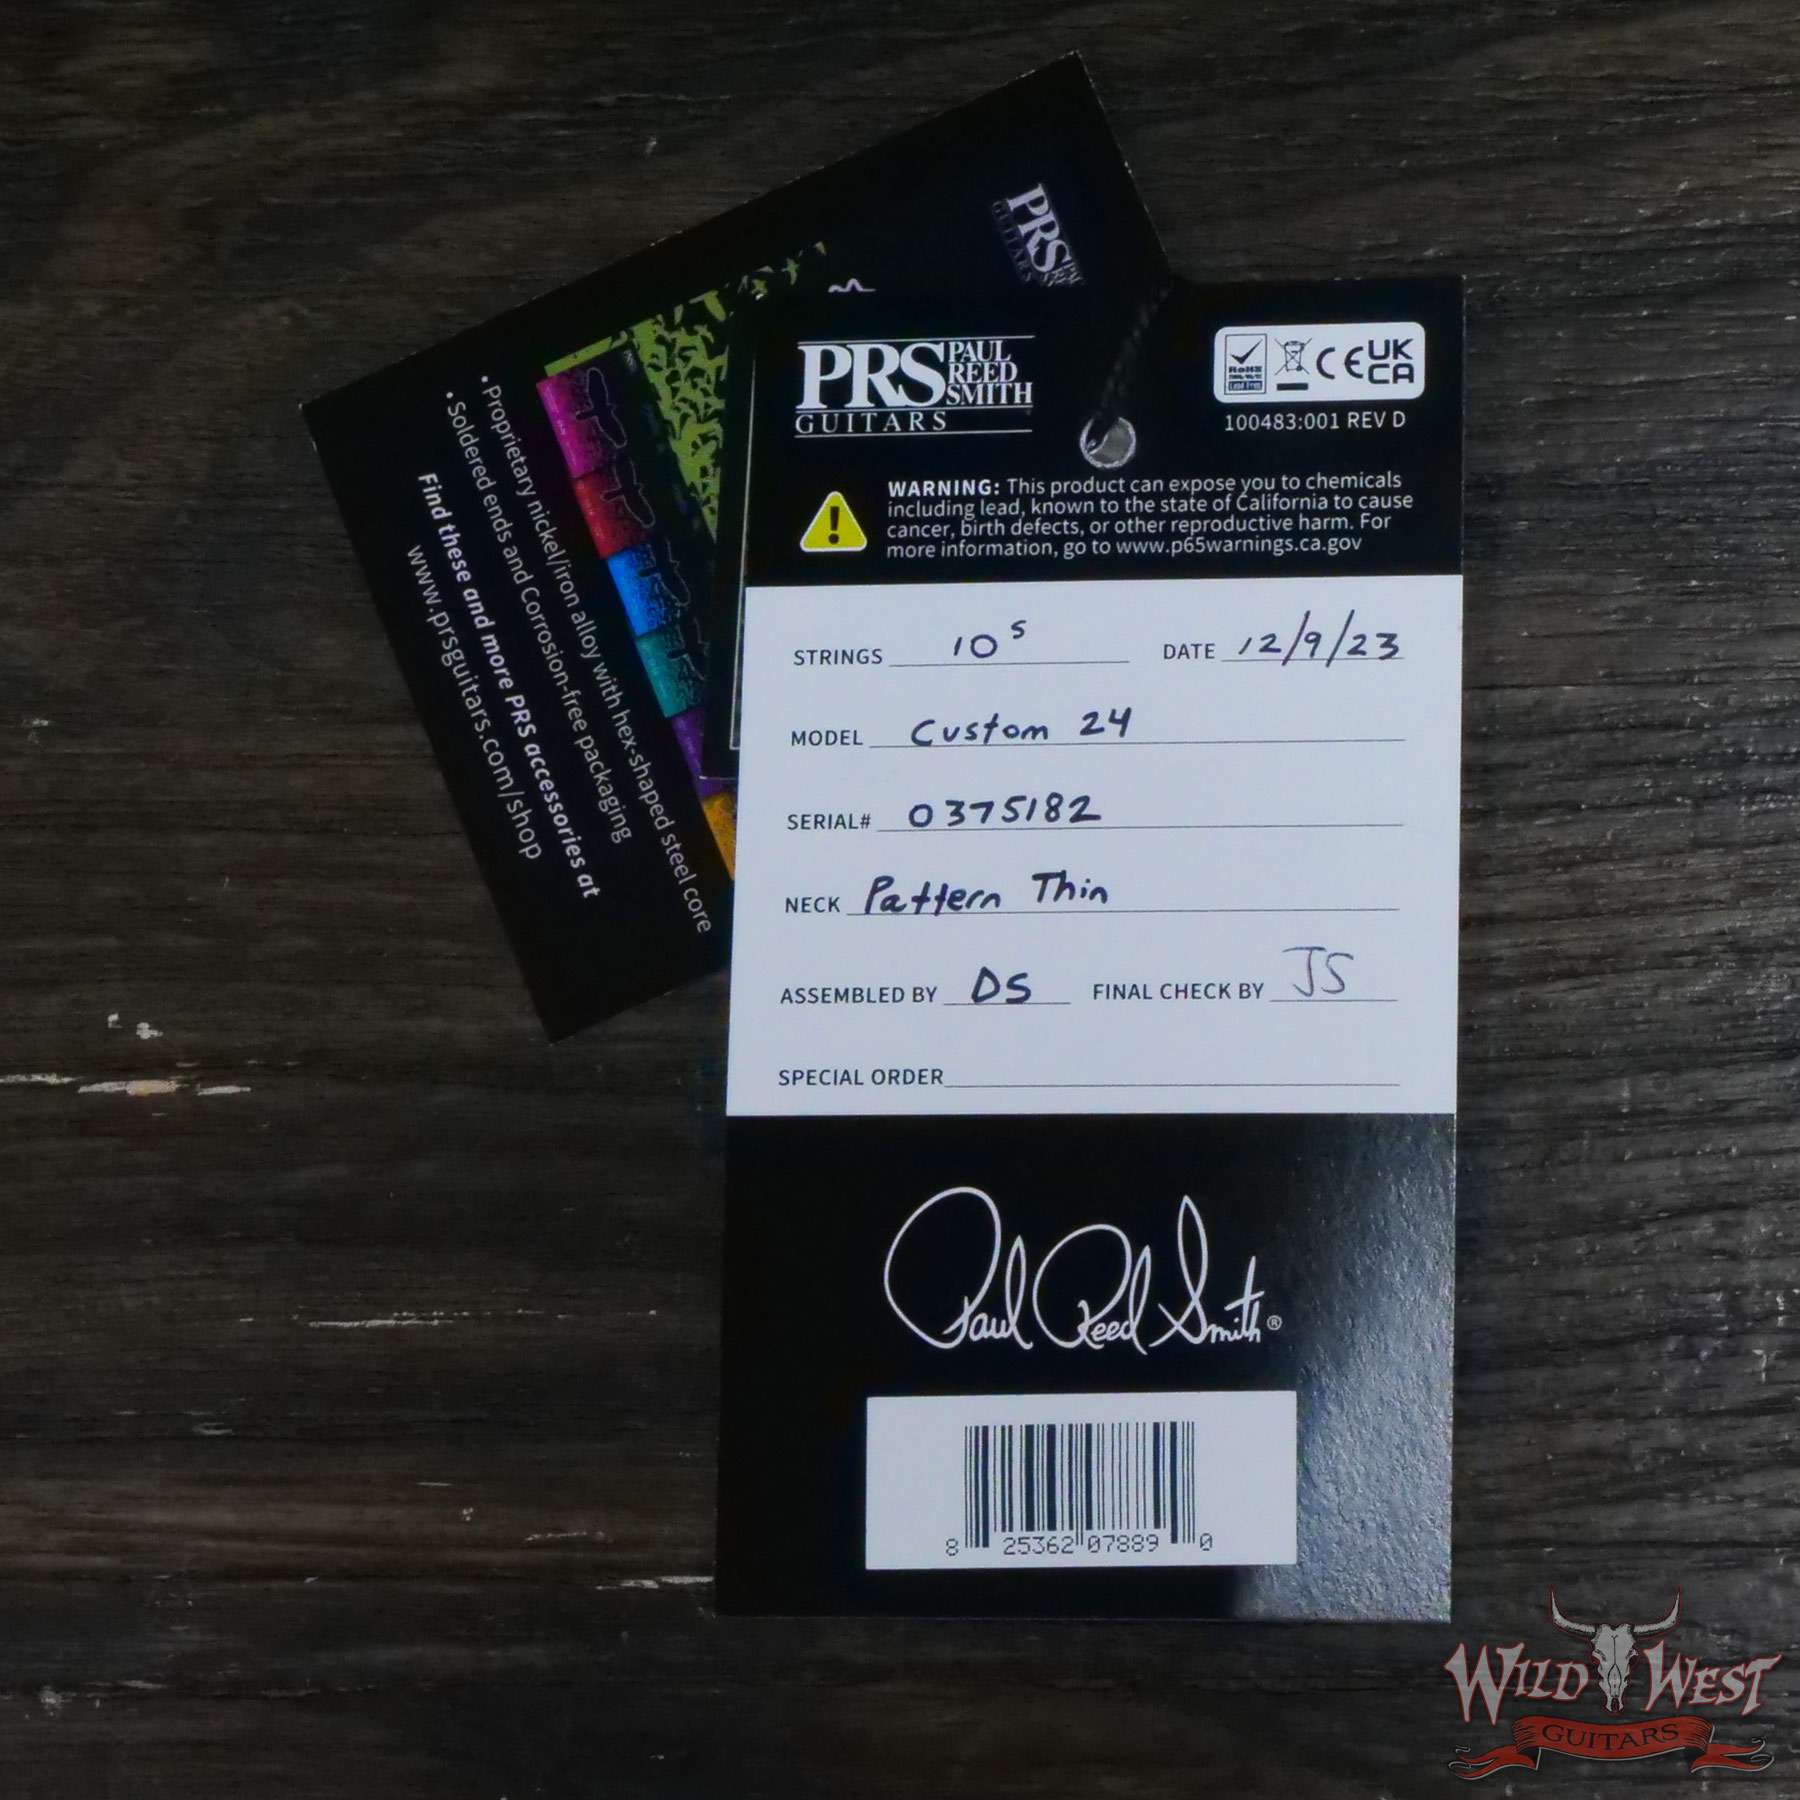 PRS
GUITARS
• Proprietary nickel/iron alloy with hex-shaped steel core
• Soldered ends and Corrosion-free packaging
Find these and more PRS accessories at
www.prsguitars.com/shop
PRS PAUL REED SMITH
GUITARS
RoHS
Lead Free
CE UK CA
100483:001 REV D
WARNING: This product can expose you to chemicals
including lead, known to the state of California to cause
cancer, birth defects, or other reproductive harm. For
more information, go to www.p65warnings.ca.gov
STRINGS 10s DATE 12/9/23
MODEL Custom 24
SERIAL# 0375182
NECK Pattern Thin
ASSEMBLED BY DS FINAL CHECK BY JS
SPECIAL ORDER
Paul Reed Smith®
8 25362 07889 0
WILD WEST
GUITARS